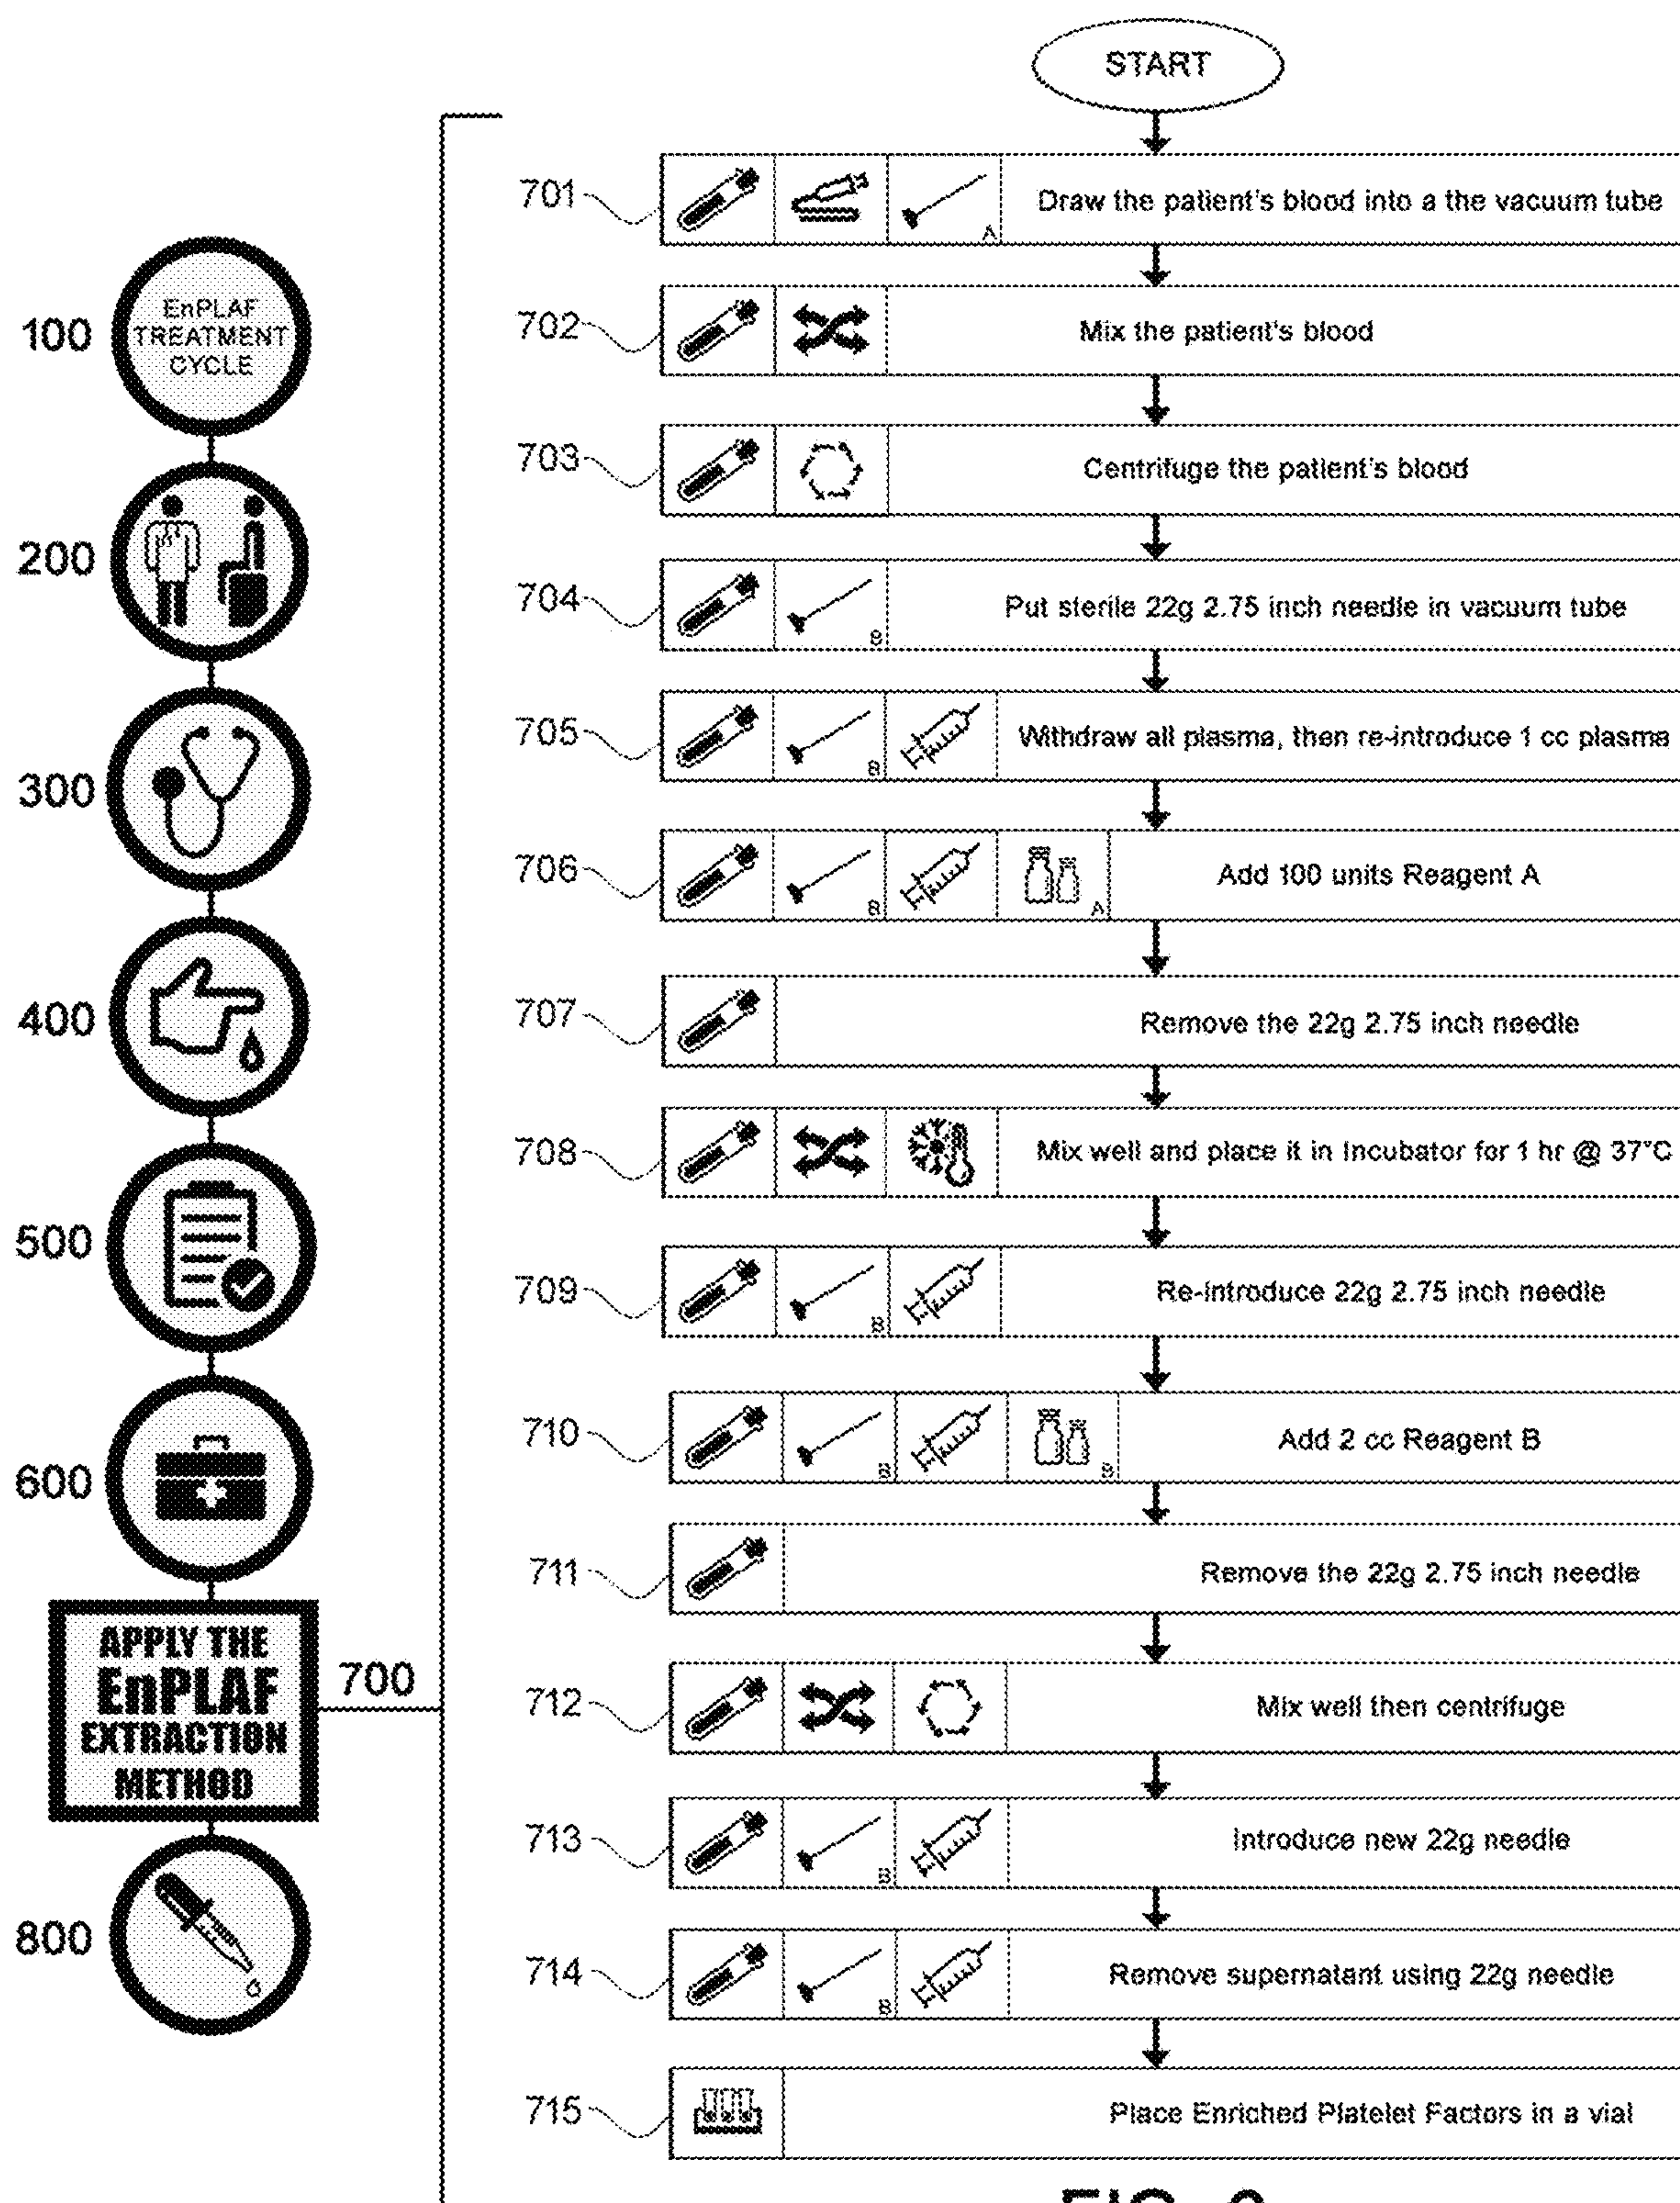 START
701
A
Draw the patient's blood into a the vacuum tube
702
Mix the patient's blood
703
Centrifuge the patient's blood
704
B
Put sterile 22g 2.75 inch needle in vacuum tube
705
B
Withdraw all plasma, then re-introduce 1 cc plasma
706
B
A
Add 100 units Reagent A
707
Remove the 22g 2.75 inch needle
708
Mix well and place it in Incubator for 1 hr @ 37°C
709
B
Re-introduce 22g 2.75 inch needle
710
B
B
Add 2 cc Reagent B
711
Remove the 22g 2.75 inch needle
712
Mix well then centrifuge
713
B
Introduce new 22g needle
714
B
Remove supernatant using 22g needle
715
Place Enriched Platelet Factors in a vial
100
EnPLAF
TREATMENT
CYCLE
200
300
400
500
600
APPLY THE
EnPLAF
EXTRACTION
METHOD
700
800